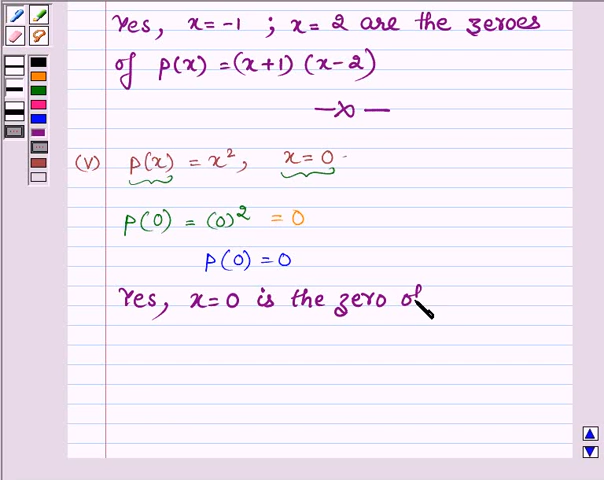 Yes, x=-1 ; x= 2 are the zeroes
of p(x) =(x+1) (x-2)
(V) p(x) = x², x=0.
p(0) = (0)² = 0
p(0) = 0
Yes, x=0 is the zero of